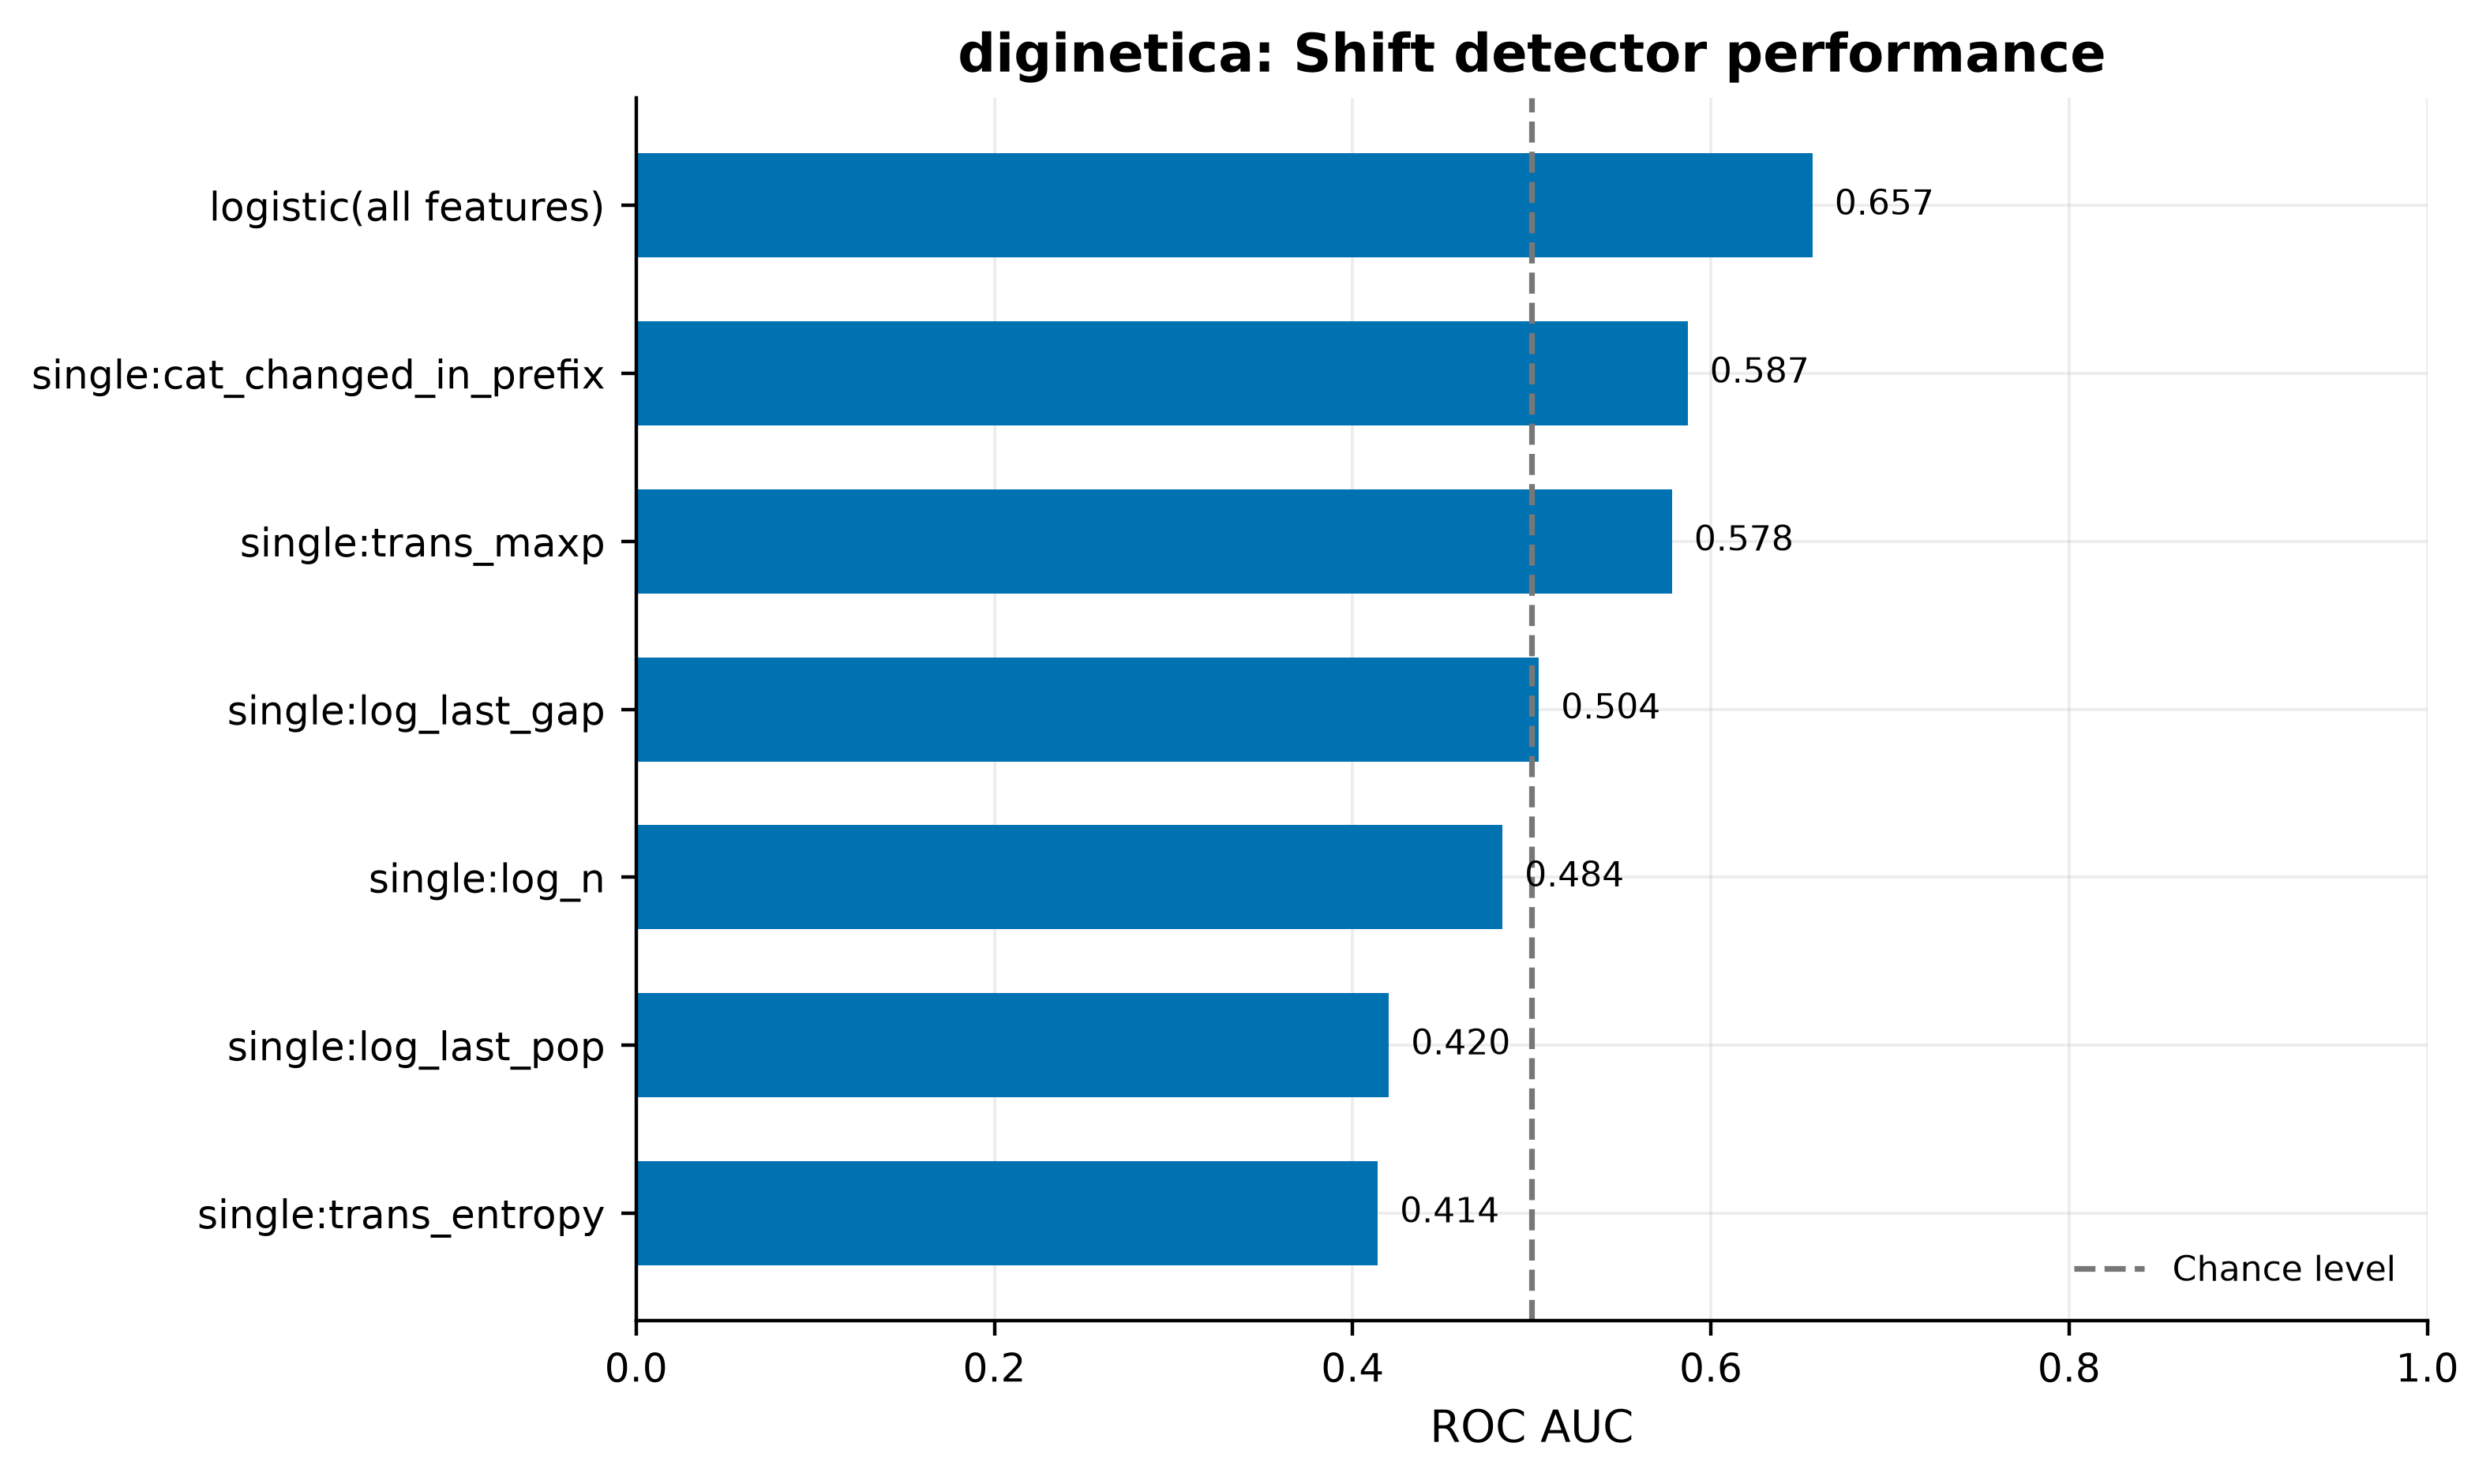 diginetica: Shift detector performance
logistic(all features)
0.657
single:cat_changed_in_prefix
0.587
single:trans_maxp
0.578
single:log_last_gap
0.504
single:log_n
0.484
single:log_last_pop
0.420
single:trans_entropy
0.414
Chance level
0.0 0.2 0.4 0.6 0.8 1.0
ROC AUC